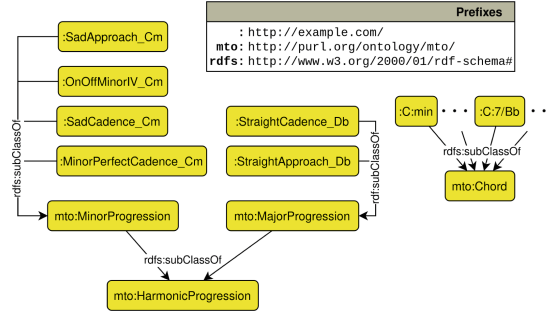 Prefixes
: http://example.com/
mto: http://purl.org/ontology/mto/
rdfs: http://www.w3.org/2000/01/rdf-schema#
:SadApproach_Cm
:OnOffMinorIV_Cm
:SadCadence_Cm
:MinorPerfectCadence_Cm
rdfs:subClassOf
:StraightCadence_Db
:StraightApproach_Db
rdf:subClassOf
:C:min
:C:7/Bb
rdfs:subClassOf
mto:Chord
mto:MinorProgression
mto:MajorProgression
rdfs:subClassOf
mto:HarmonicProgression